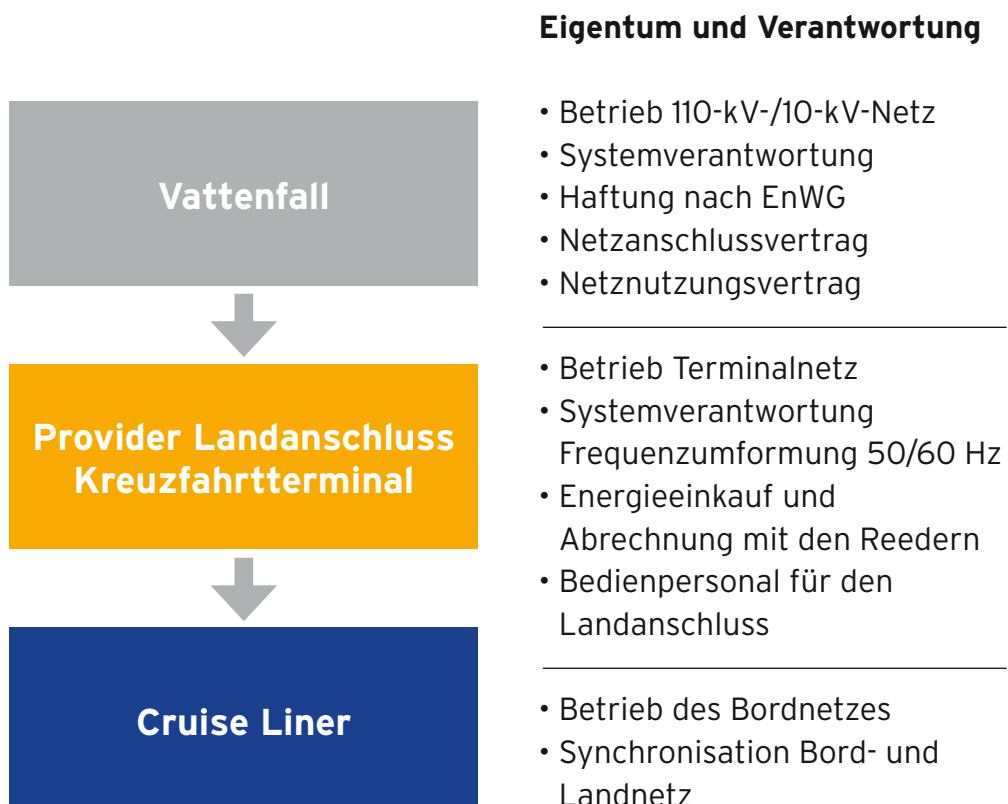 Eigentum und Verantwortung
Vattenfall
• Betrieb 110-kV-/10-kV-Netz
• Systemverantwortung
• Haftung nach EnWG
• Netzanschlussvertrag
• Netznutzungsvertrag
Provider Landanschluss
Kreuzfahrtterminal
• Betrieb Terminalnetz
• Systemverantwortung
Frequenzumformung 50/60 Hz
• Energieeinkauf und
Abrechnung mit den Reedern
• Bedienpersonal für den
Landanschluss
Cruise Liner
• Betrieb des Bordnetzes
• Synchronisation Bord- und
Landnetz